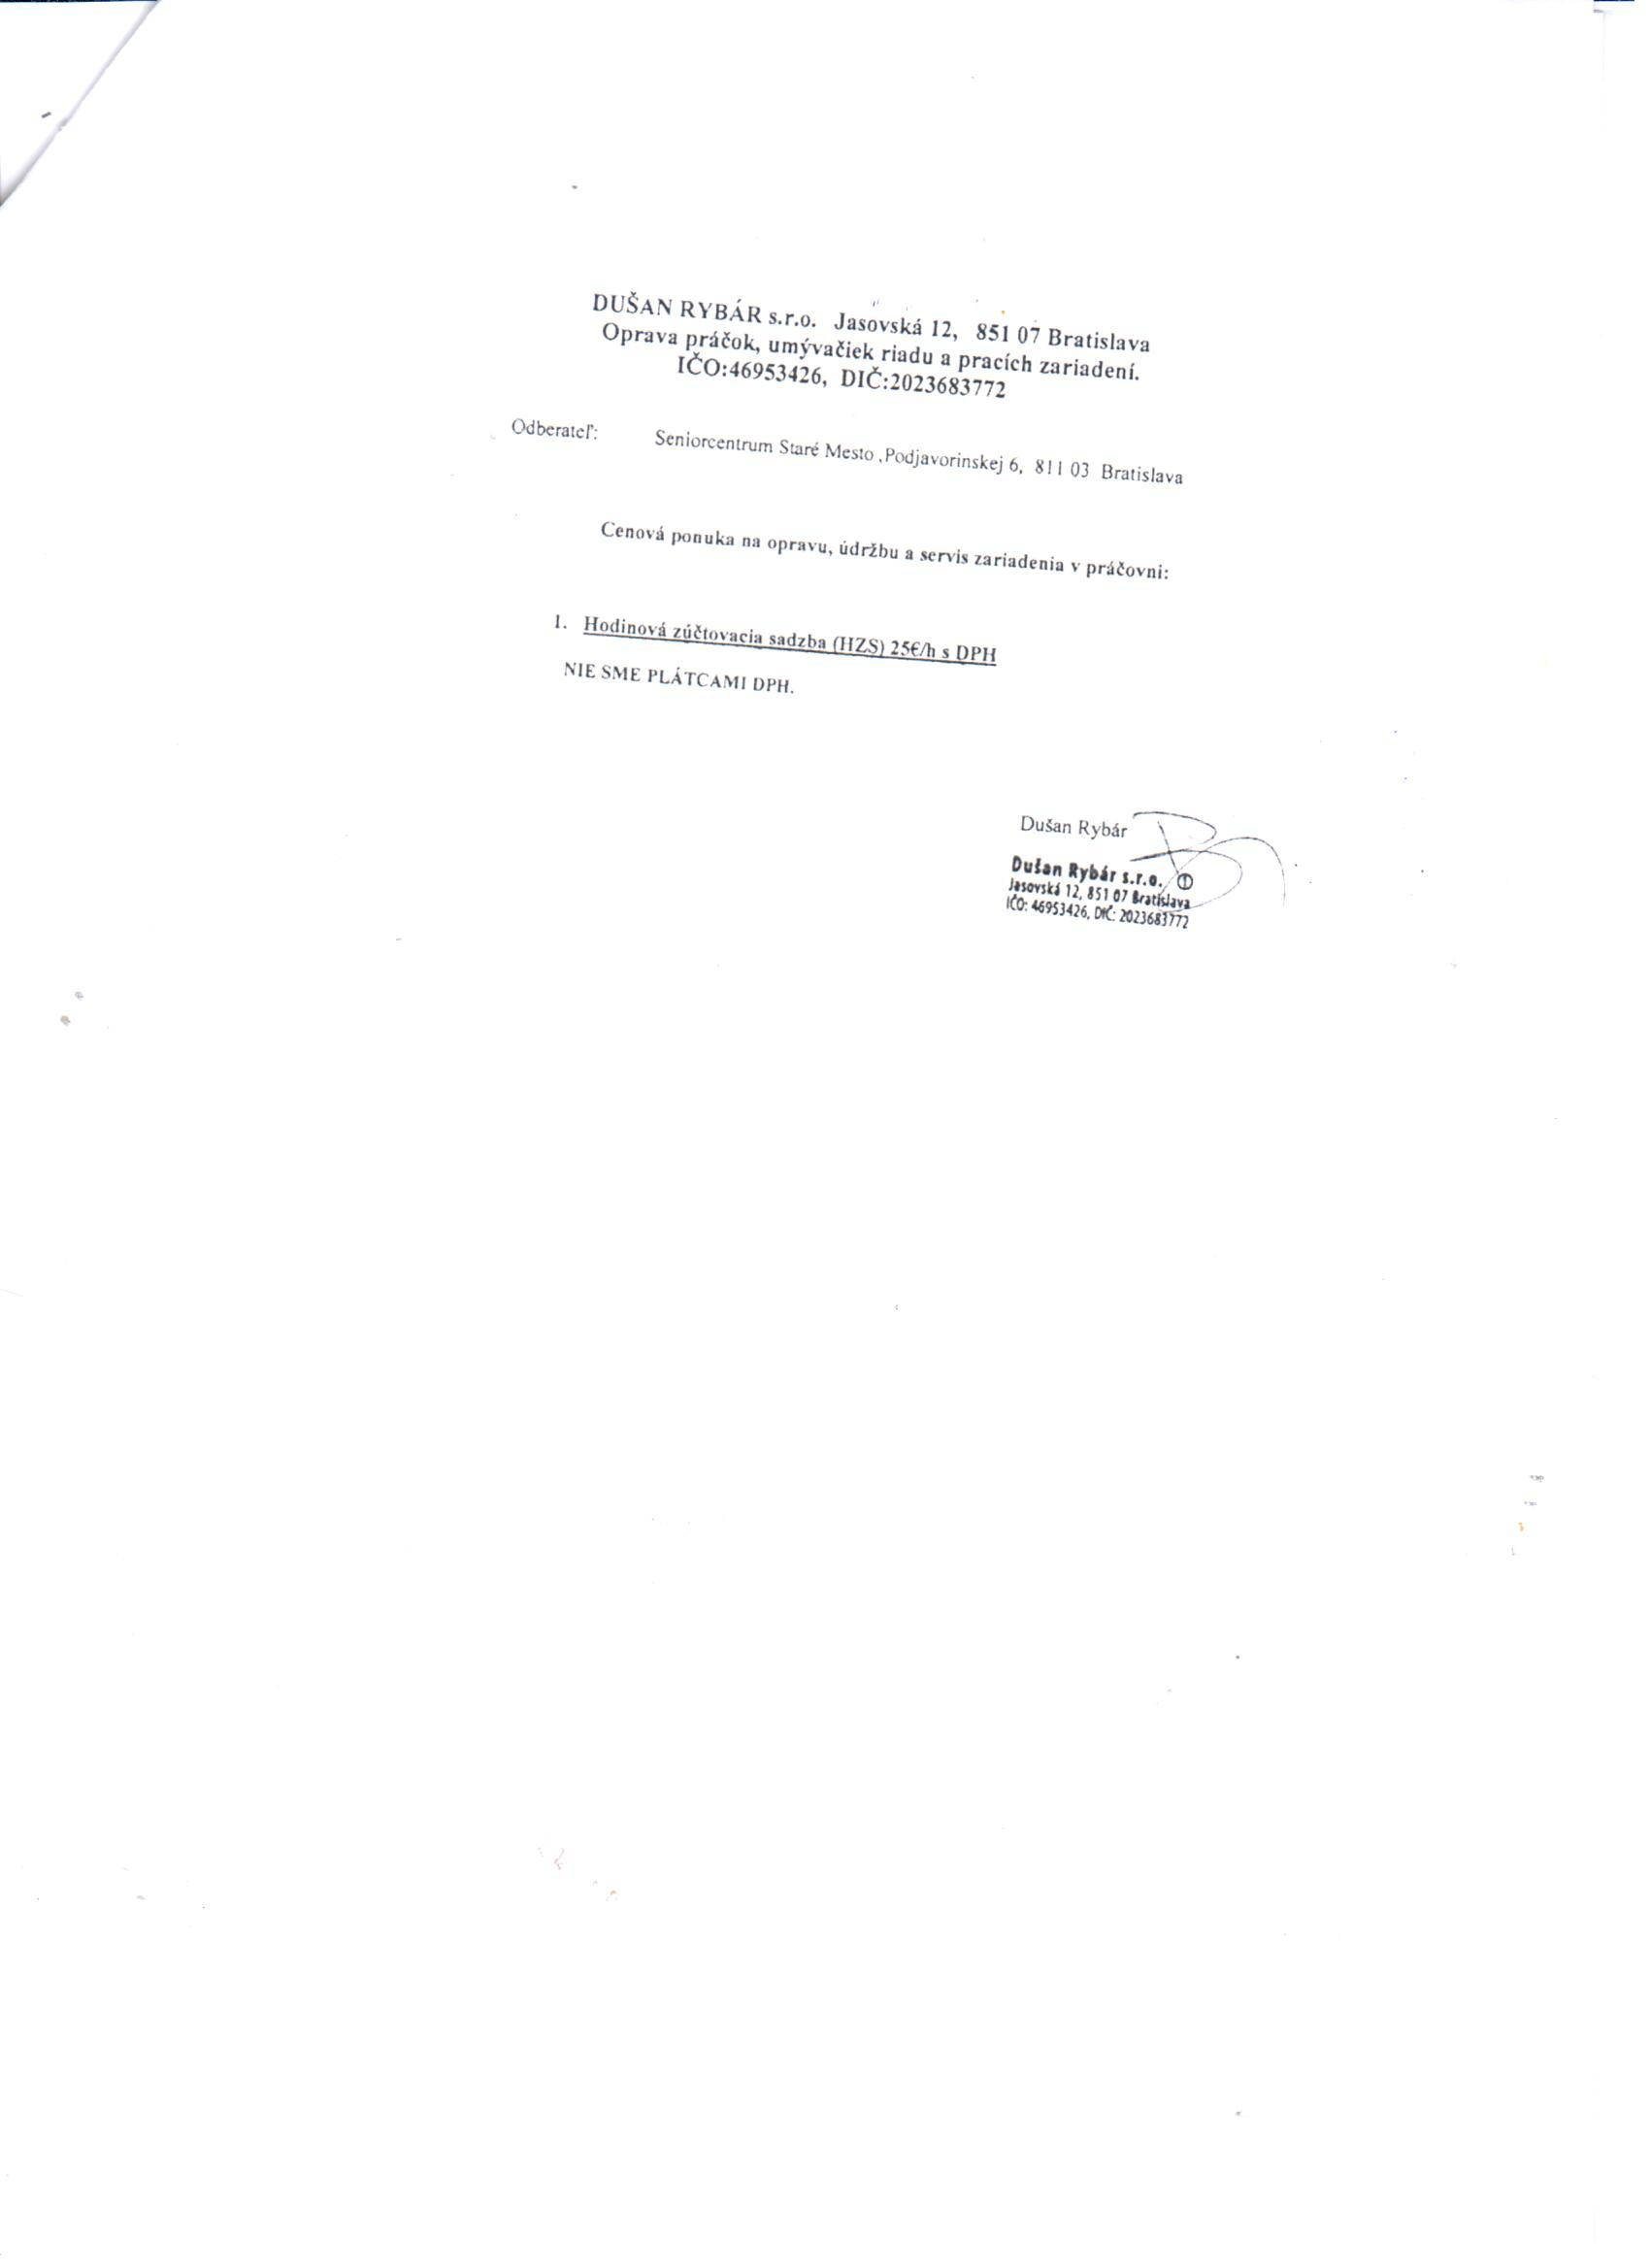 DUŠAN RYBÁR s.r.o. Jasovská 12, 851 07 Bratislava
Oprava práčok, umývačiek riadu a pracích zariadení.
IČO:46953426, DIČ:2023683772
Odberateľ: Seniorcentrum Staré Mesto ,Podjavorinskej 6, 811 03 Bratislava
Cenová ponuka na opravu, údržbu a servis zariadenia v práčovni:
1. Hodinová zúčtovacia sadzba (HZS) 25€/h s DPH
NIE SME PLÁTCAMI DPH.
Dušan Rybár
Dušan Rybár s.r.o. ①
Jasovská 12, 851 07 Bratislava
IČO: 46953426, DIČ: 2023683772